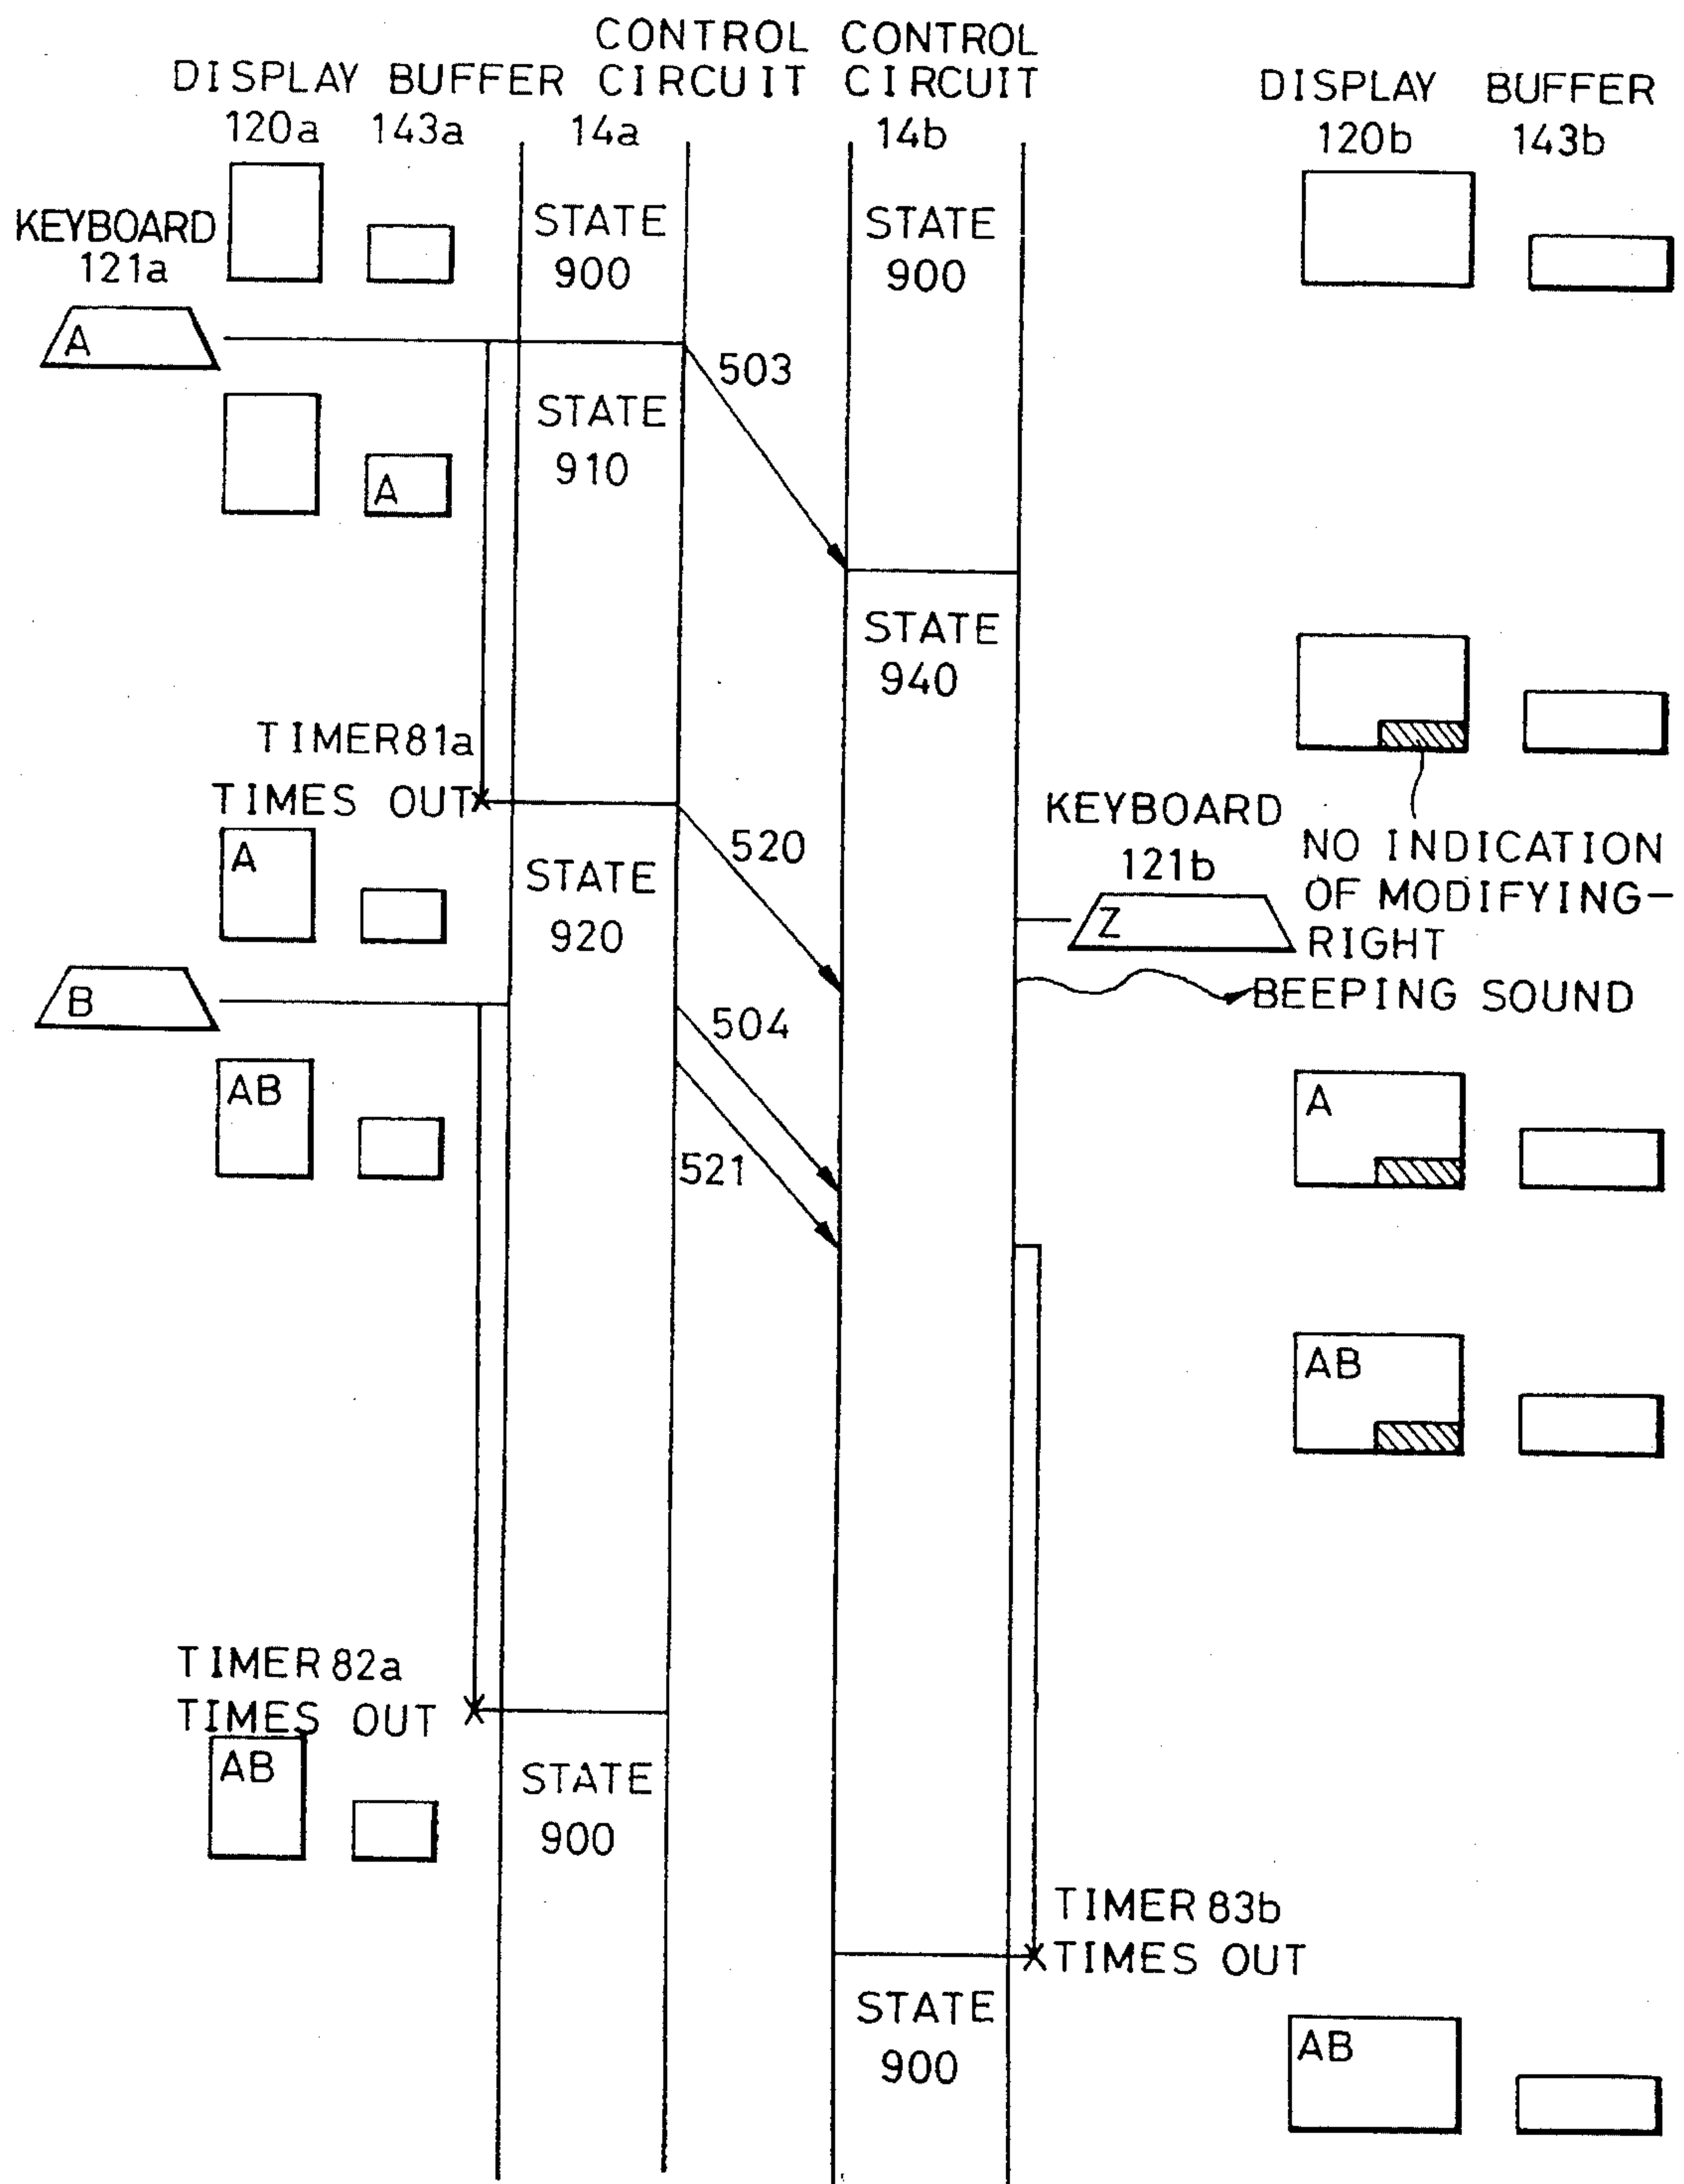 CONTROL CONTROL
DISPLAY BUFFER CIRCUIT CIRCUIT
120a 143a 14a 14b
DISPLAY BUFFER
120b 143b
KEYBOARD
121a
STATE
900
STATE
900
A
503
STATE
910
A
STATE
940
TIMER 81a
TIMES OUT
520
KEYBOARD
121b
NO INDICATION
OF MODIFYING-
RIGHT
A
STATE
920
Z
BEEPING SOUND
B
504
AB
521
A
AB
TIMER 82a
TIMES OUT
AB
STATE
900
TIMER 83b
TIMES OUT
STATE
900
AB